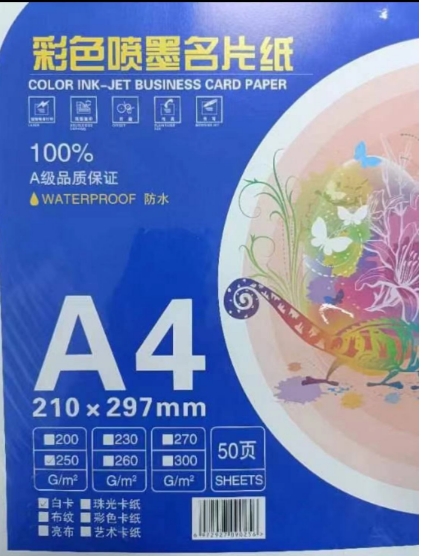 彩色喷墨名片纸
COLOR INK-JET BUSINESS CARD PAPER
100%
A级品质保证
WATERPROOF 防水
A4
210×297mm
200 230 270
250 260 300
G/m² G/m² G/m²
50页
SHEETS
白卡 珠光卡纸
布纹 彩色卡纸
亮布 艺术卡纸